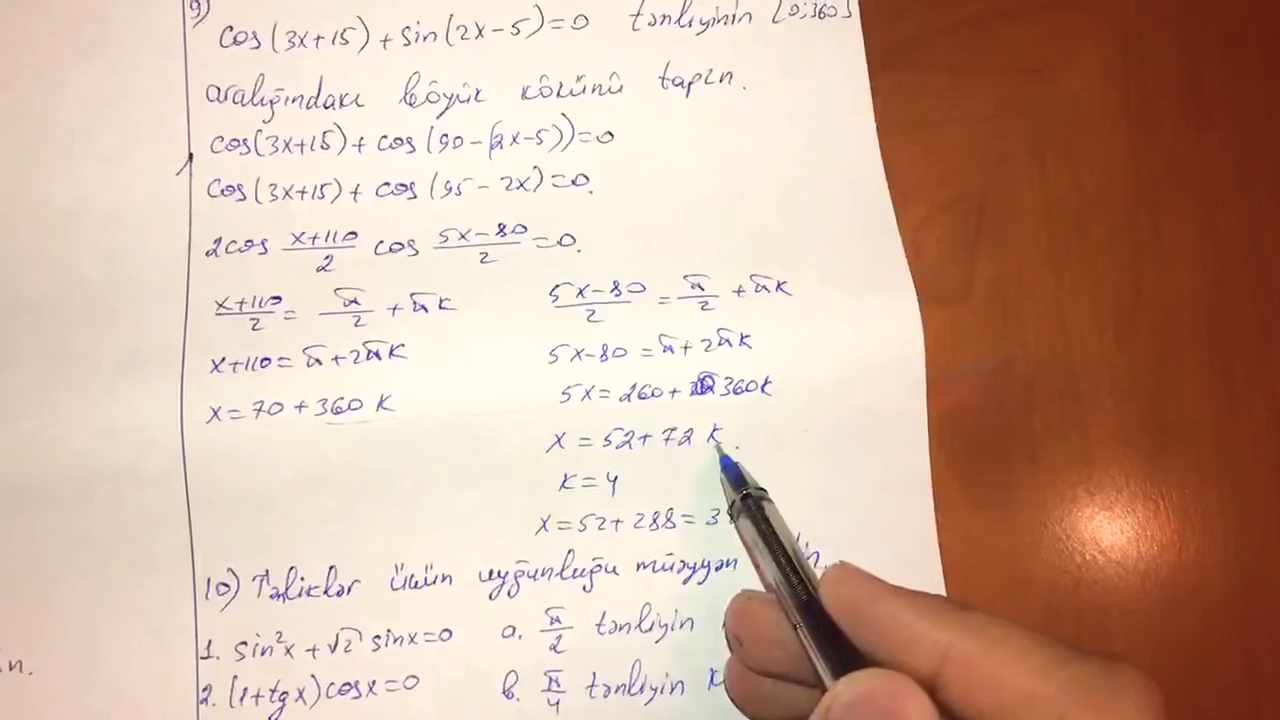 9)
cos(3x+15)+sin(2x-5)=0 tənliyinin [0;360]
aralığındakı böyük kökünü tapın.
cos(3x+15)+cos(90-(2x-5))=0
cos(3x+15)+cos(95-2x)=0.
2cos (x+110)/2 cos (5x-80)/2 =0.
(x+110)/2 = π/2 + πk (5x-80)/2 = π/2 + πk
x+110=π+2πk 5x-80=π+2πk
x=70+360k 5x=260+360k
x=52+72k.
k=4
x=52+288=3
10) Tənliklər üçün uyğunluğu müəyyən
1. sin²x+√2 sinx=0 a. π/2 tənliyin
2. (1+tgx)cosx=0 b. π/4 tənliyin k